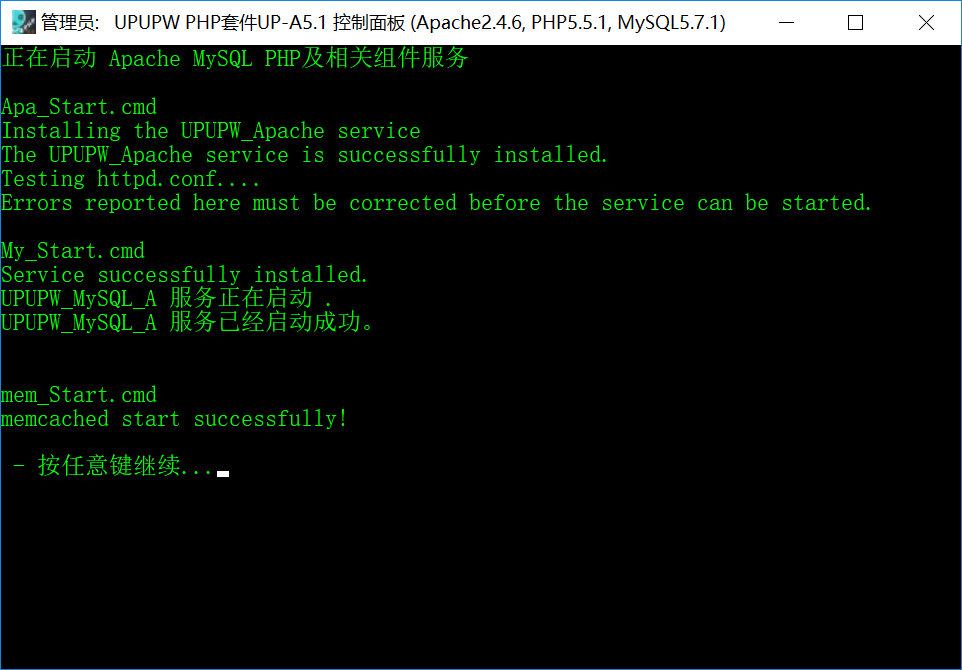 管理员: UPUPW PHP套件UP-A5.1 控制面板 (Apache2.4.6, PHP5.5.1, MySQL5.7.1)
正在启动 Apache MySQL PHP及相关组件服务
Apa_Start.cmd
Installing the UPUPW_Apache service
The UPUPW_Apache service is successfully installed.
Testing httpd.conf....
Errors reported here must be corrected before the service can be started.
My_Start.cmd
Service successfully installed.
UPUPW_MySQL_A 服务正在启动 .
UPUPW_MySQL_A 服务已经启动成功。
mem_Start.cmd
memcached start successfully!
- 按任意键继续...